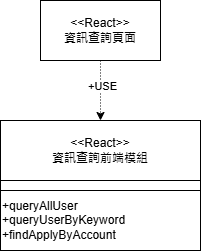 <<React>>
資訊查詢頁面
+USE
<<React>>
資訊查詢前端模組
+queryAllUser
+queryUserByKeyword
+findApplyByAccount